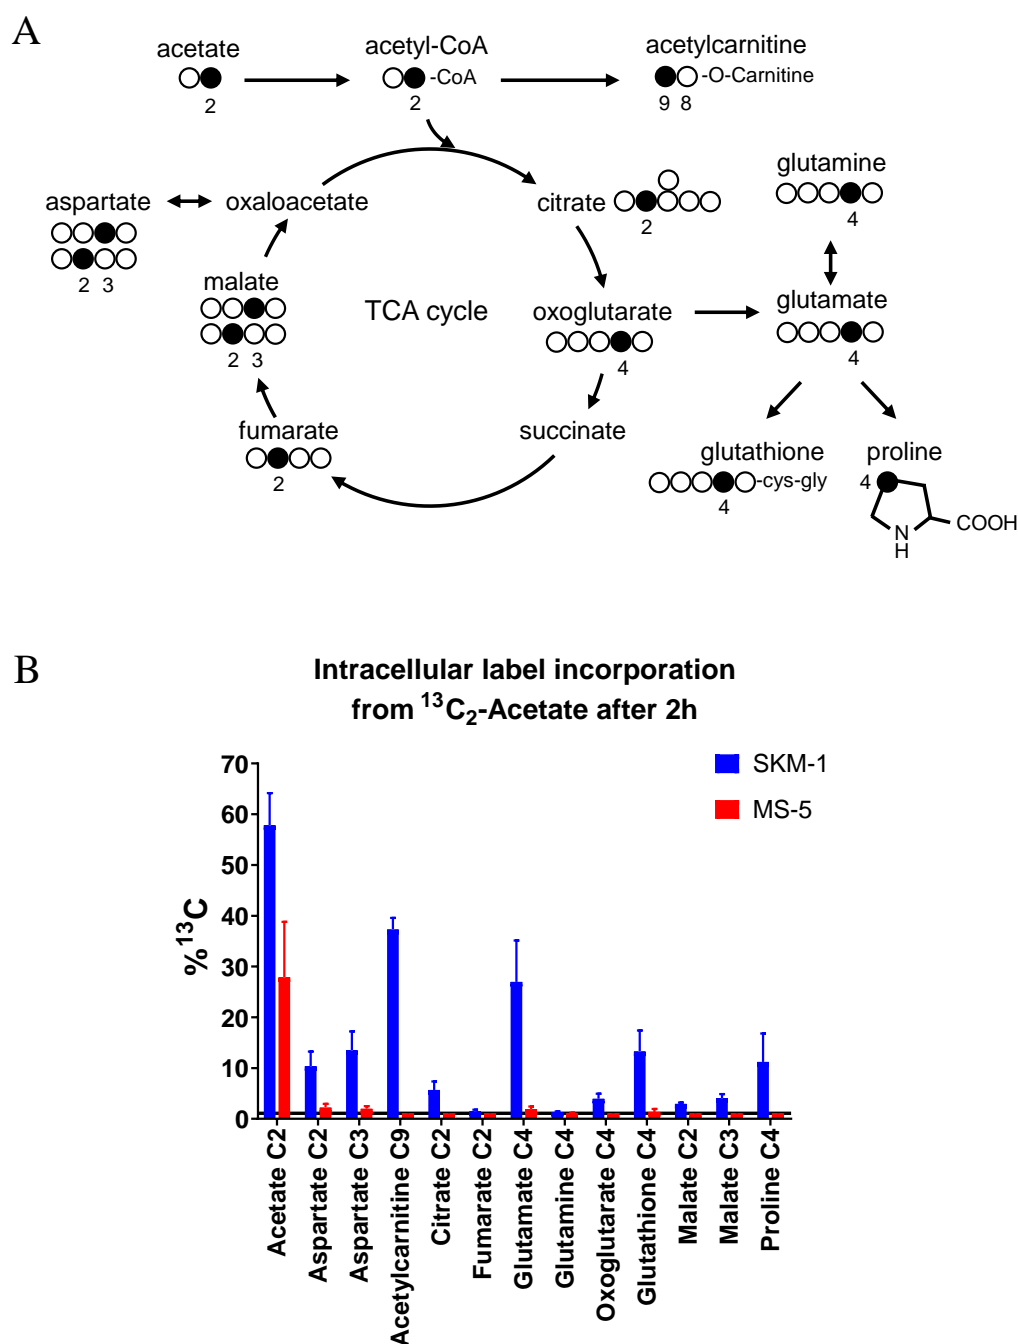 A
acetate
2
acetyl-CoA
-CoA
2
acetylcarnitine
-O-Carnitine
9 8
aspartate
2 3
oxaloacetate
citrate
2
glutamine
4
malate
2 3
TCA cycle
oxoglutarate
4
glutamate
4
fumarate
2
succinate
glutathione
-cys-gly
4
proline
4
N
H
COOH
B
Intracellular label incorporation
from ¹³C₂-Acetate after 2h
SKM-1
MS-5
%¹³C
70
60
50
40
30
20
10
0
Acetate C2
Aspartate C2
Aspartate C3
Acetylcarnitine C9
Citrate C2
Fumarate C2
Glutamate C4
Glutamine C4
Oxoglutarate C4
Glutathione C4
Malate C2
Malate C3
Proline C4